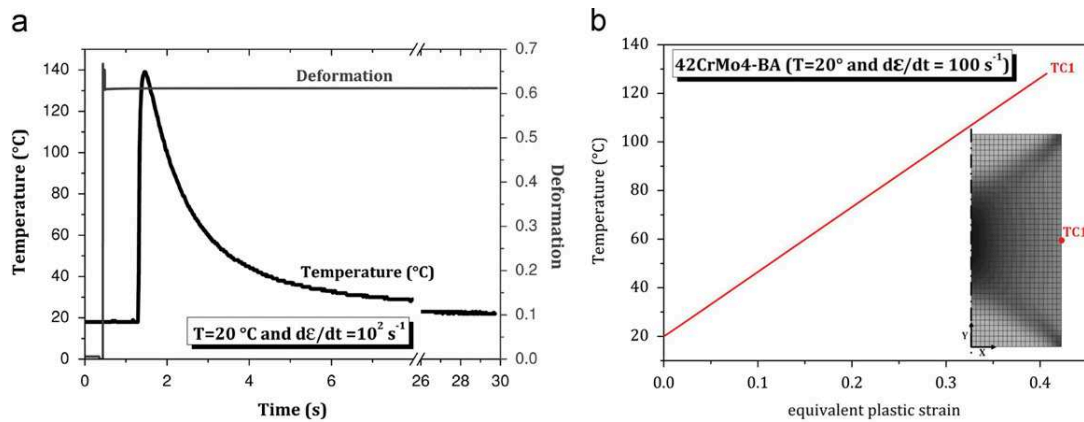 a
Temperature (°C)
0
20
40
60
80
100
120
140
0
2
4
6
26
28
30
Time (s)
0.0
0.1
0.2
0.3
0.4
0.5
0.6
0.7
Deformation
Deformation
Temperature (°C)
T=20 °C and dε/dt =10² s⁻¹
b
Temperature (°C)
20
40
60
80
100
120
140
0.0
0.1
0.2
0.3
0.4
equivalent plastic strain
42CrMo4-BA (T=20° and dε/dt = 100 s⁻¹)
TC1
TC1
Y
X